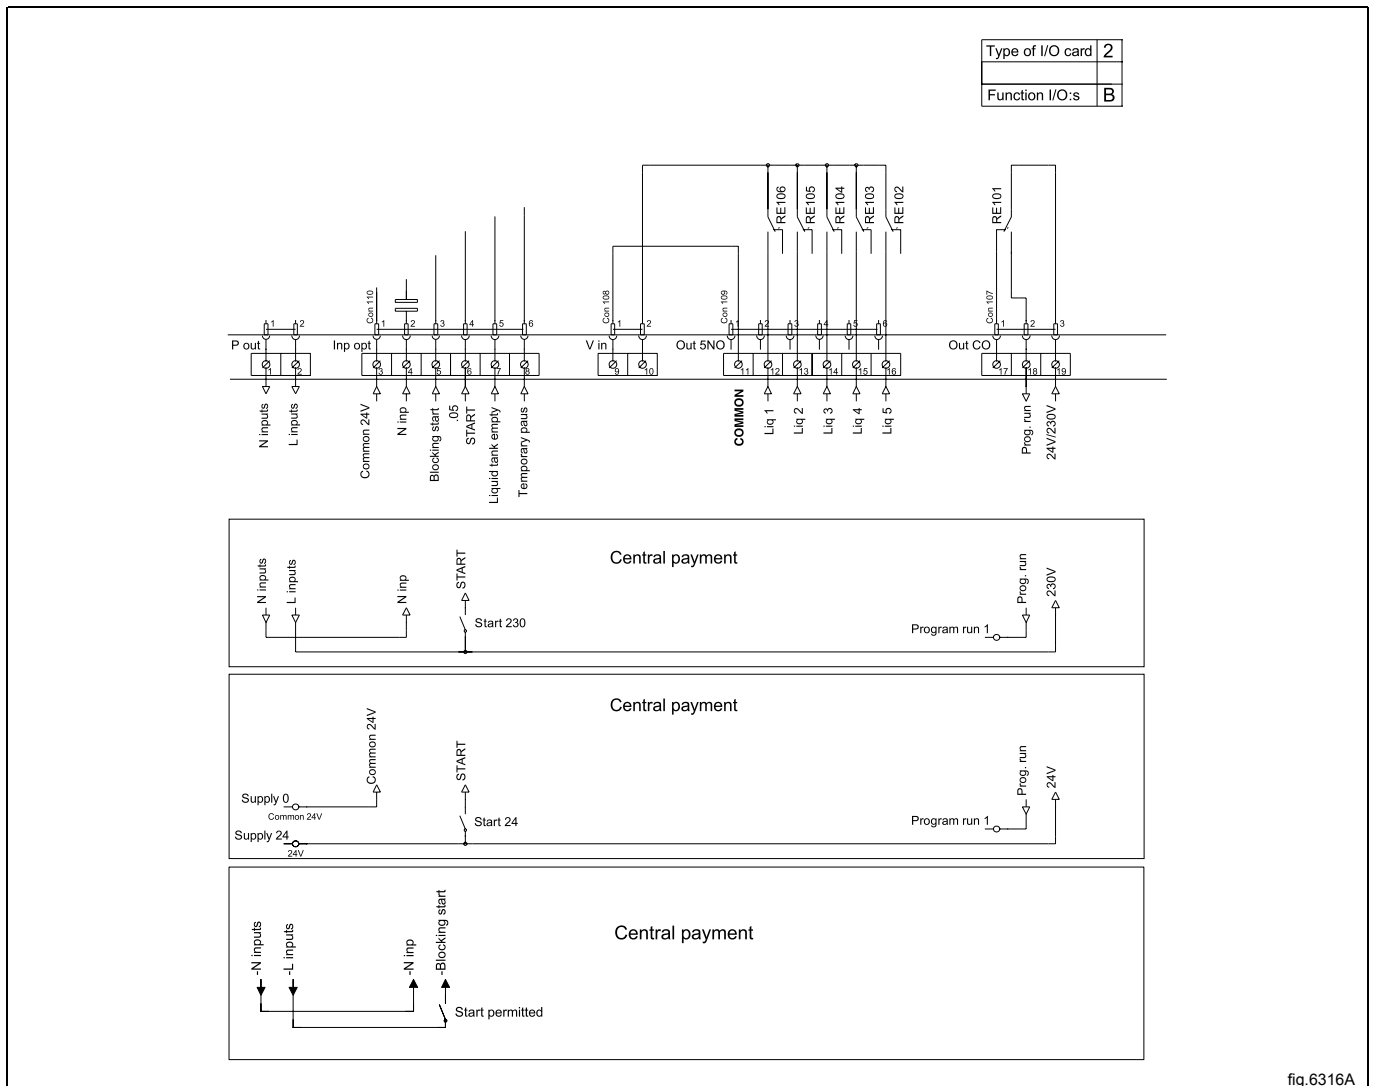 Type of I/O card 2
Function I/O:s B
RE106 RE105 RE104 RE103 RE102 RE101
Con 110 Con 108 Con 109 Con 107
1 2 1 2 3 4 5 6 1 2 1 2 3 4 5 6 1 2 3
P out Inp opt V in Out 5NO Out CO
1 2 3 4 5 6 7 8 9 10 11 12 13 14 15 16 17 18 19
N inputs
L inputs
Common 24V
N inp
Blocking start
.05
START
Liquid tank empty
Temporary paus
COMMON
Liq 1
Liq 2
Liq 3
Liq 4
Liq 5
Prog. run
24V/230V
Central payment
N inputs
L inputs
N inp
START
Start 230
Program run 1
Prog. run
230V
Central payment
Supply 0
Common 24V
Supply 24
24V
Common 24V
START
Start 24
Program run 1
Prog. run
24V
Central payment
-N inputs
-L inputs
-N inp
-Blocking start
Start permitted
fig.6316A